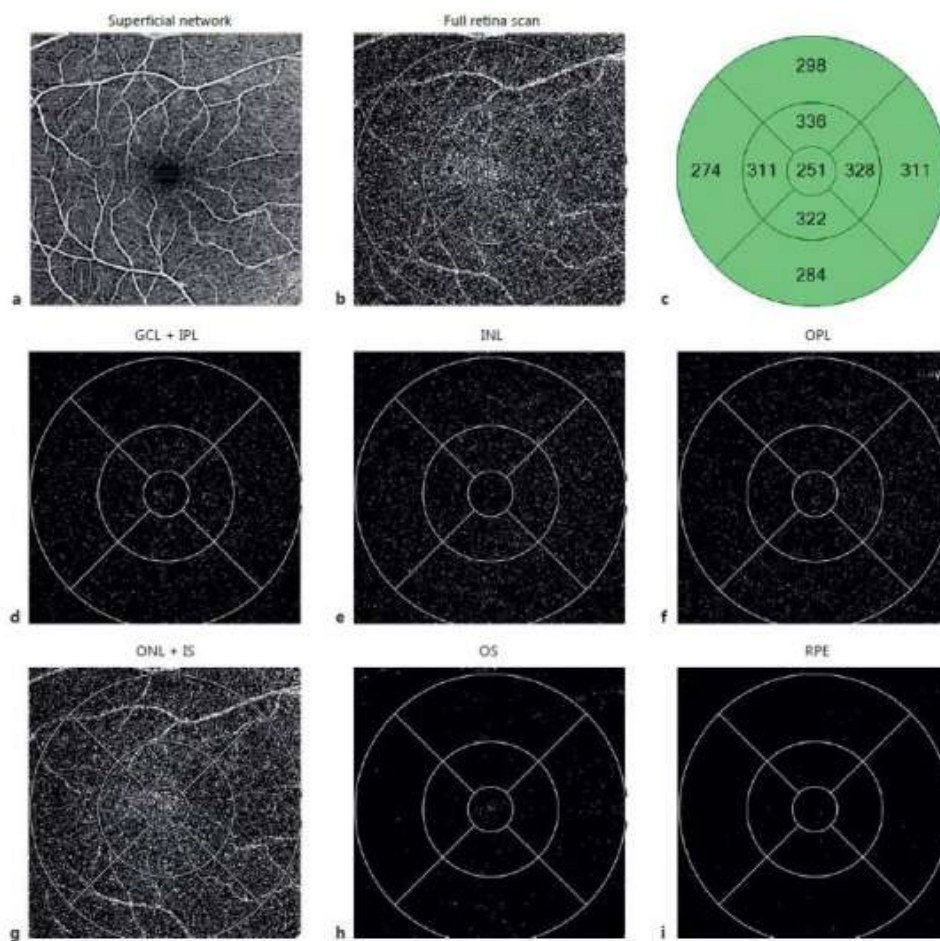 Superficial network
Full retina scan
298
336
274 311 251 328 311
322
284
a
b
c
GCL + IPL
INL
OPL
d
e
f
ONL + IS
OS
RPE
g
h
i